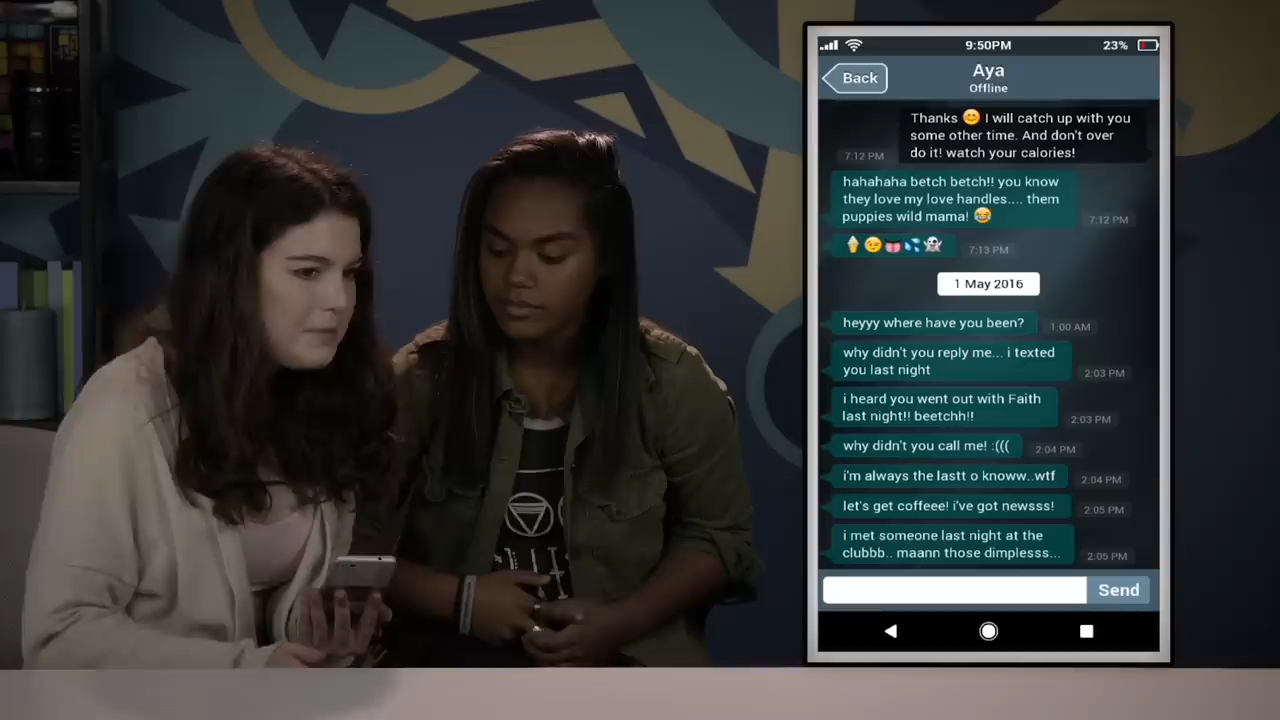 9:50PM
23%
Back
Aya
Offline
Thanks 😊 I will catch up with you
some other time. And don't over
do it! watch your calories!
7:12 PM
hahahaha betch betch!! you know
they love my love handles.... them
puppies wild mama! 😂
7:12 PM
🍦😉👅💦👻
7:13 PM
1 May 2016
heyyy where have you been?
1:00 AM
why didn't you reply me... i texted
you last night
2:03 PM
i heard you went out with Faith
last night!! beetchh!!
2:03 PM
why didn't you call me! :(((
2:04 PM
i'm always the lastt o knoww..wtf
2:04 PM
let's get coffeee! i've got newsss!
2:05 PM
i met someone last night at the
clubbb.. maann those dimplesss...
2:05 PM
Send